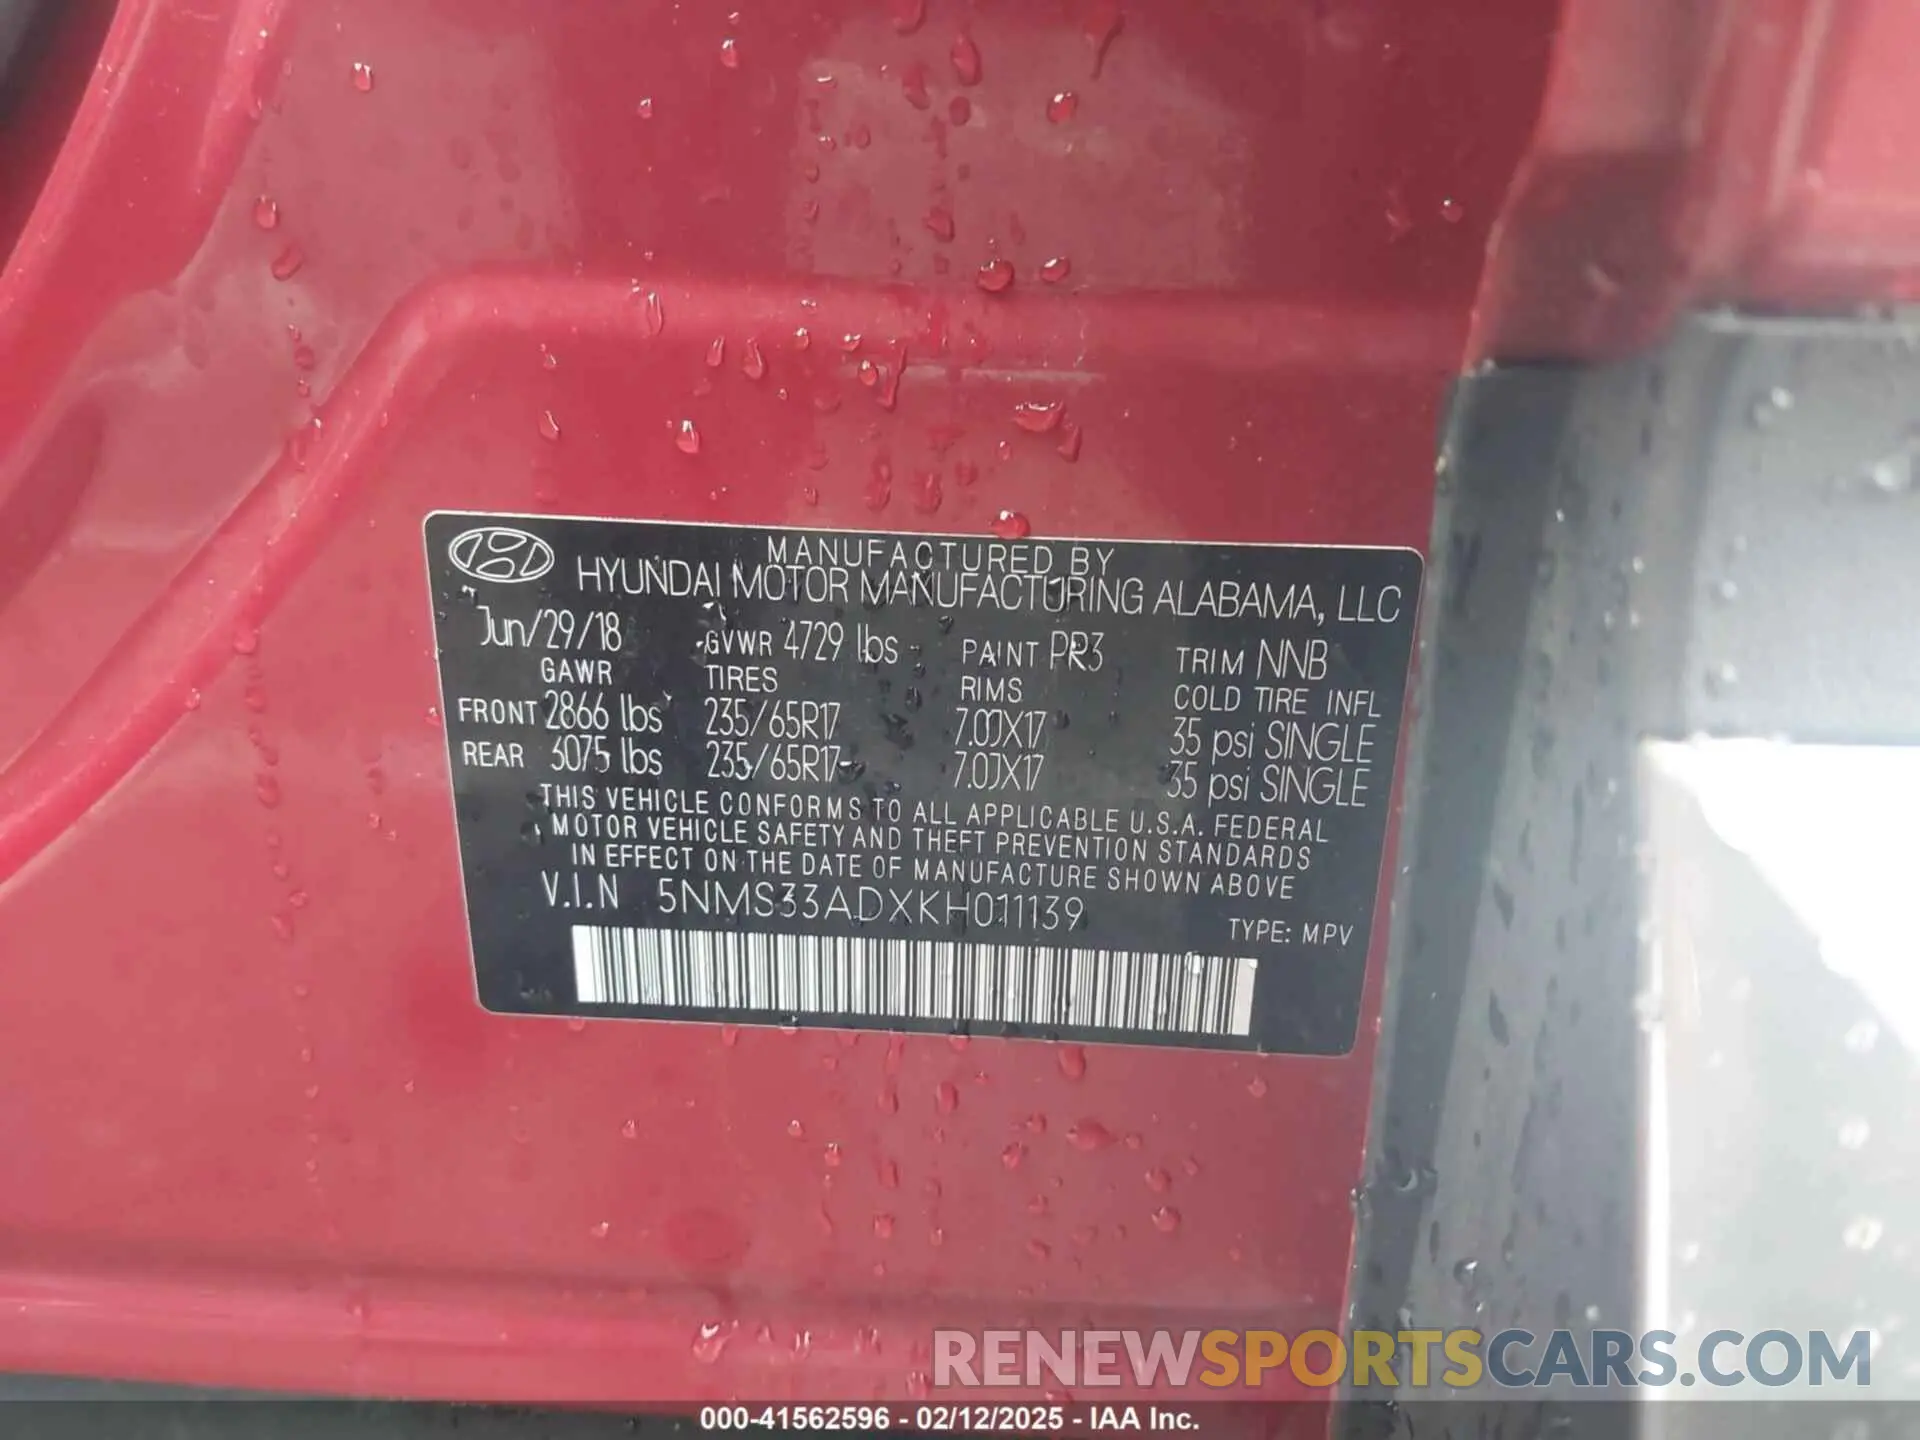 MANUFACTURED BY
HYUNDAI MOTOR MANUFACTURING ALABAMA, LLC
Jun/29/18 GVWR 4729 lbs PAINT PR3 TRIM NNB
GAWR TIRES RIMS COLD TIRE INFL
FRONT 2866 lbs 235/65R17 7.0JX17 35 psi SINGLE
REAR 3075 lbs 235/65R17 7.0JX17 35 psi SINGLE
THIS VEHICLE CONFORMS TO ALL APPLICABLE U.S.A. FEDERAL
MOTOR VEHICLE SAFETY AND THEFT PREVENTION STANDARDS
IN EFFECT ON THE DATE OF MANUFACTURE SHOWN ABOVE
V.I.N 5NMS33ADXKH011139
TYPE: MPV
RENEWSPORTSCARS.COM
000-41562596 - 02/12/2025 - IAA Inc.